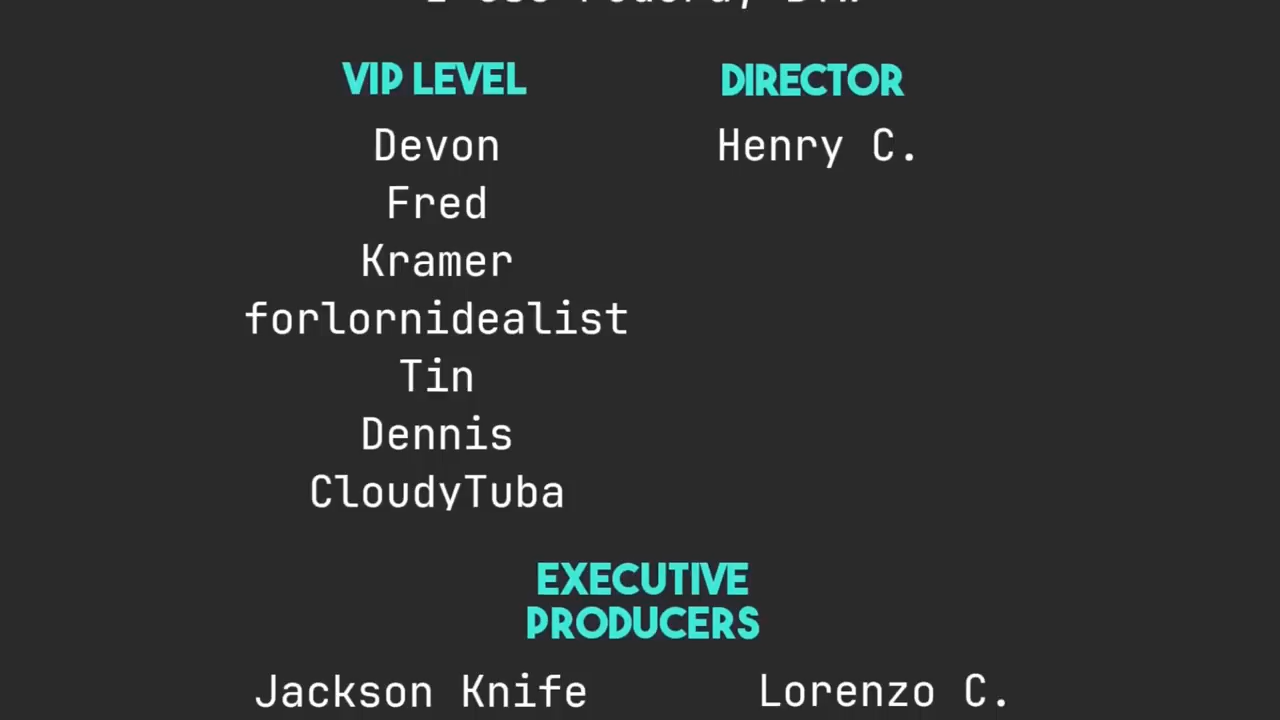 VIP LEVEL
Devon
Fred
Kramer
forlornidealist
Tin
Dennis
CloudyTuba
DIRECTOR
Henry C.
EXECUTIVE
PRODUCERS
Jackson Knife
Lorenzo C.